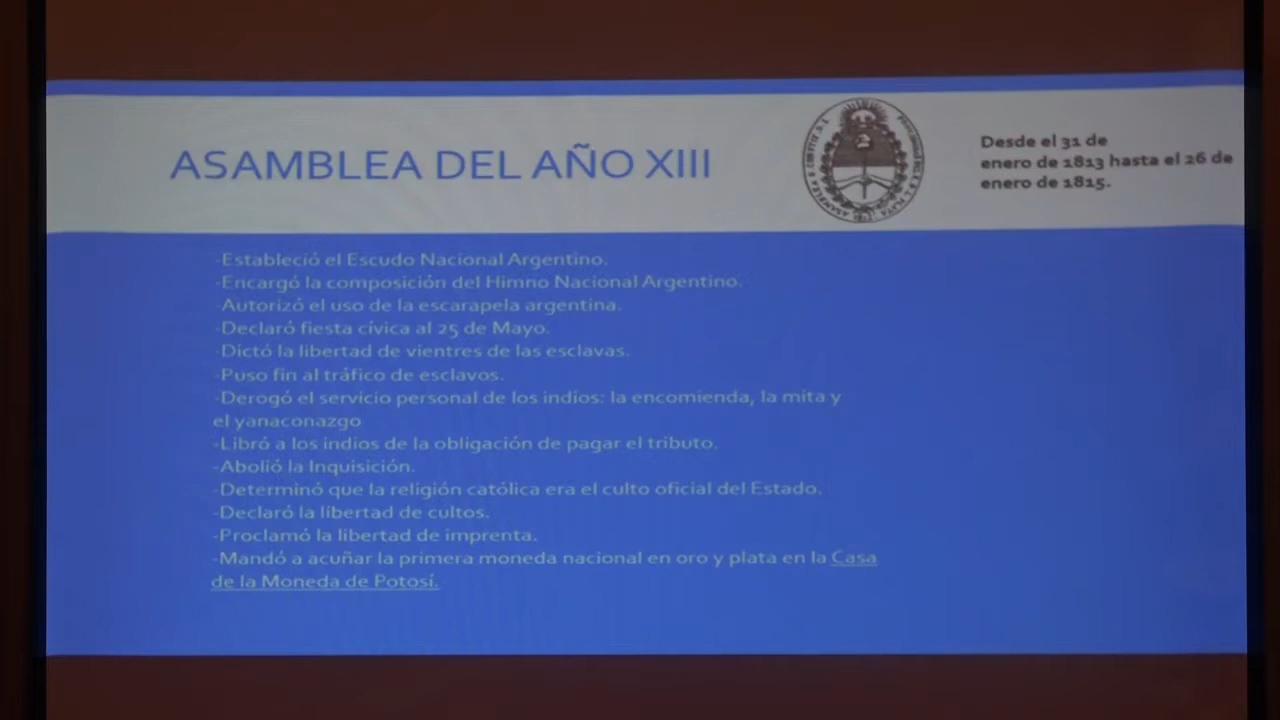 ASAMBLEA DEL AÑO XIII
Desde el 31 de
enero de 1813 hasta el 26 de
enero de 1815.
-Estableció el Escudo Nacional Argentino.
-Encargó la composición del Himno Nacional Argentino.
-Autorizó el uso de la escarapela argentina.
-Declaró fiesta cívica al 25 de Mayo.
-Dictó la libertad de vientres de las esclavas.
-Puso fin al tráfico de esclavos.
-Derogó el servicio personal de los indios: la encomienda, la mita y
el yanaconazgo
-Libró a los indios de la obligación de pagar el tributo.
-Abolió la Inquisición.
-Determinó que la religión católica era el culto oficial del Estado.
-Declaró la libertad de cultos.
-Proclamó la libertad de imprenta.
-Mandó a acuñar la primera moneda nacional en oro y plata en la Casa
de la Moneda de Potosí.